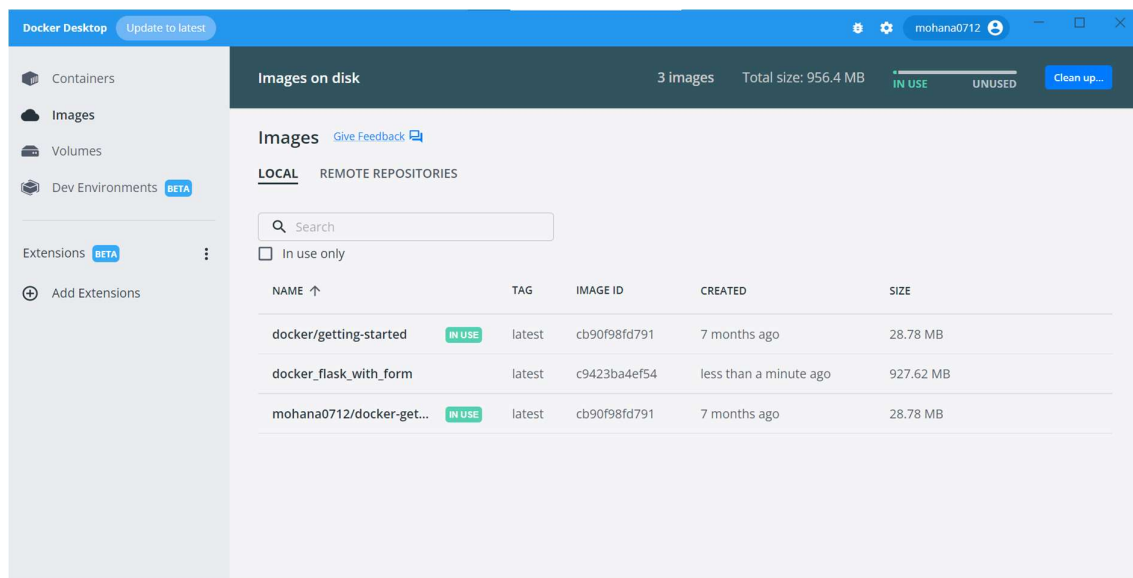 Docker Desktop Update to latest mohana0712
Containers
Images
Volumes
Dev Environments BETA
Extensions BETA
Add Extensions
Images on disk 3 images Total size: 956.4 MB IN USE UNUSED Clean up...
Images Give Feedback
LOCAL REMOTE REPOSITORIES
Search
In use only
NAME TAG IMAGE ID CREATED SIZE
docker/getting-started IN USE latest cb90f98fd791 7 months ago 28.78 MB
docker_flask_with_form latest c9423ba4ef54 less than a minute ago 927.62 MB
mohana0712/docker-get... IN USE latest cb90f98fd791 7 months ago 28.78 MB